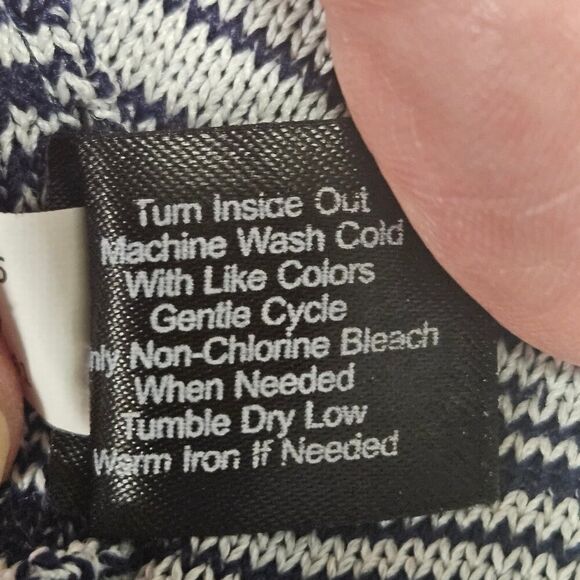 Turn Inside Out
Machine Wash Cold
With Like Colors
Gentle Cycle
nly Non-Chlorine Bleach
When Needed
Tumble Dry Low
Warm Iron If Needed